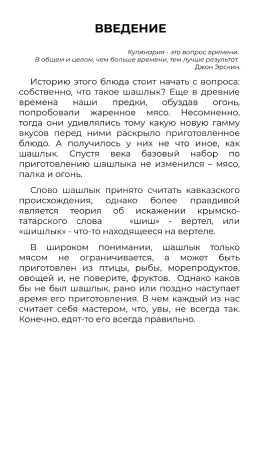 ВВЕДЕНИЕ
Кулинария - это вопрос времени.
В общем и целом, чем больше времени, тем лучше результат.
Джон Эрскин.
Историю этого блюда стоит начать с вопроса:
собственно, что такое шашлык? Еще в древние
времена наши предки, обуздав огонь,
попробовали жаренное мясо. Несомненно,
тогда они удивлялись тому какую новую гамму
вкусов перед ними раскрыло приготовленное
блюдо. А получилось у них не что иное, как
шашлык. Спустя века базовый набор по
приготовлению шашлыка не изменился – мясо,
палка и огонь.
Слово шашлык принято считать кавказского
происхождения, однако более правдивой
является теория об искажении крымско-
татарского слова «шиш» - вертел, или
«шишлык» - что-то находящееся на вертеле.
В широком понимании, шашлык только
мясом не ограничивается, а может быть
приготовлен из птицы, рыбы, морепродуктов,
овощей и, не поверите, фруктов. Однако каков
бы не был шашлык, рано или поздно наступает
время его приготовления. В чем каждый из нас
считает себя мастером, что, увы, не всегда так.
Конечно, едят-то его всегда правильно.